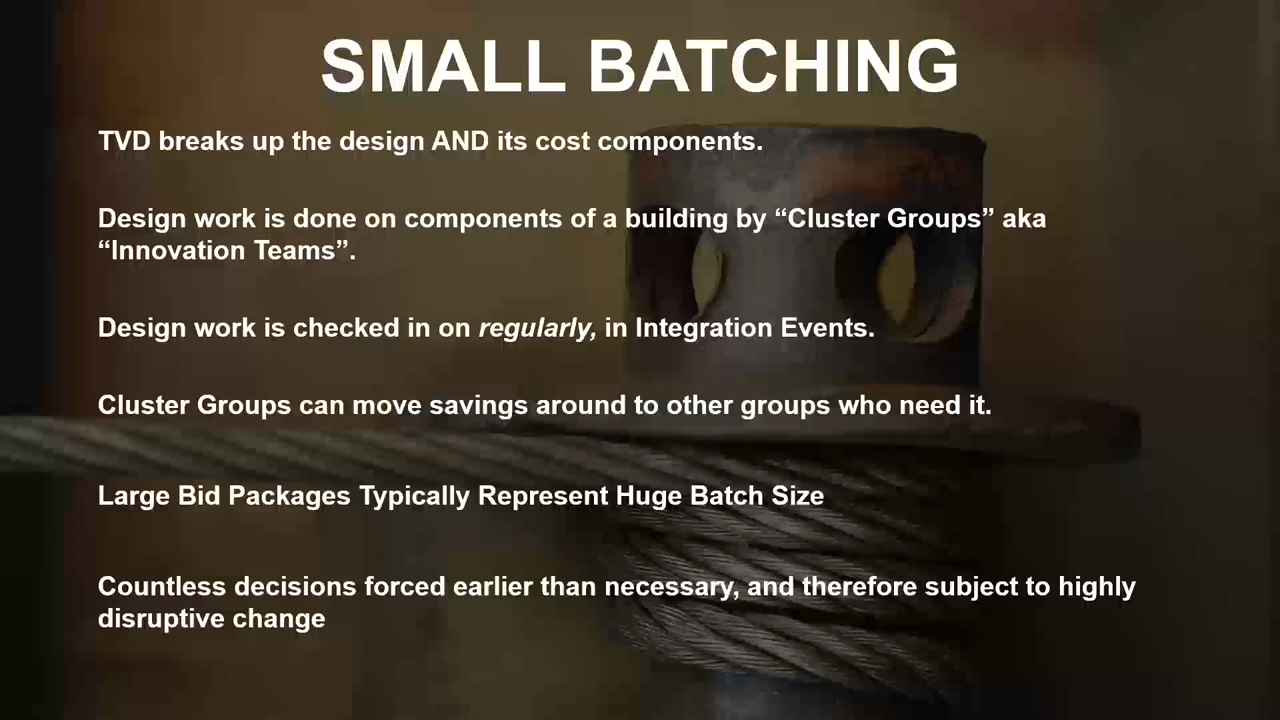 SMALL BATCHING
TVD breaks up the design AND its cost components.
Design work is done on components of a building by “Cluster Groups” aka
“Innovation Teams”.
Design work is checked in on regularly, in Integration Events.
Cluster Groups can move savings around to other groups who need it.
Large Bid Packages Typically Represent Huge Batch Size
Countless decisions forced earlier than necessary, and therefore subject to highly
disruptive change